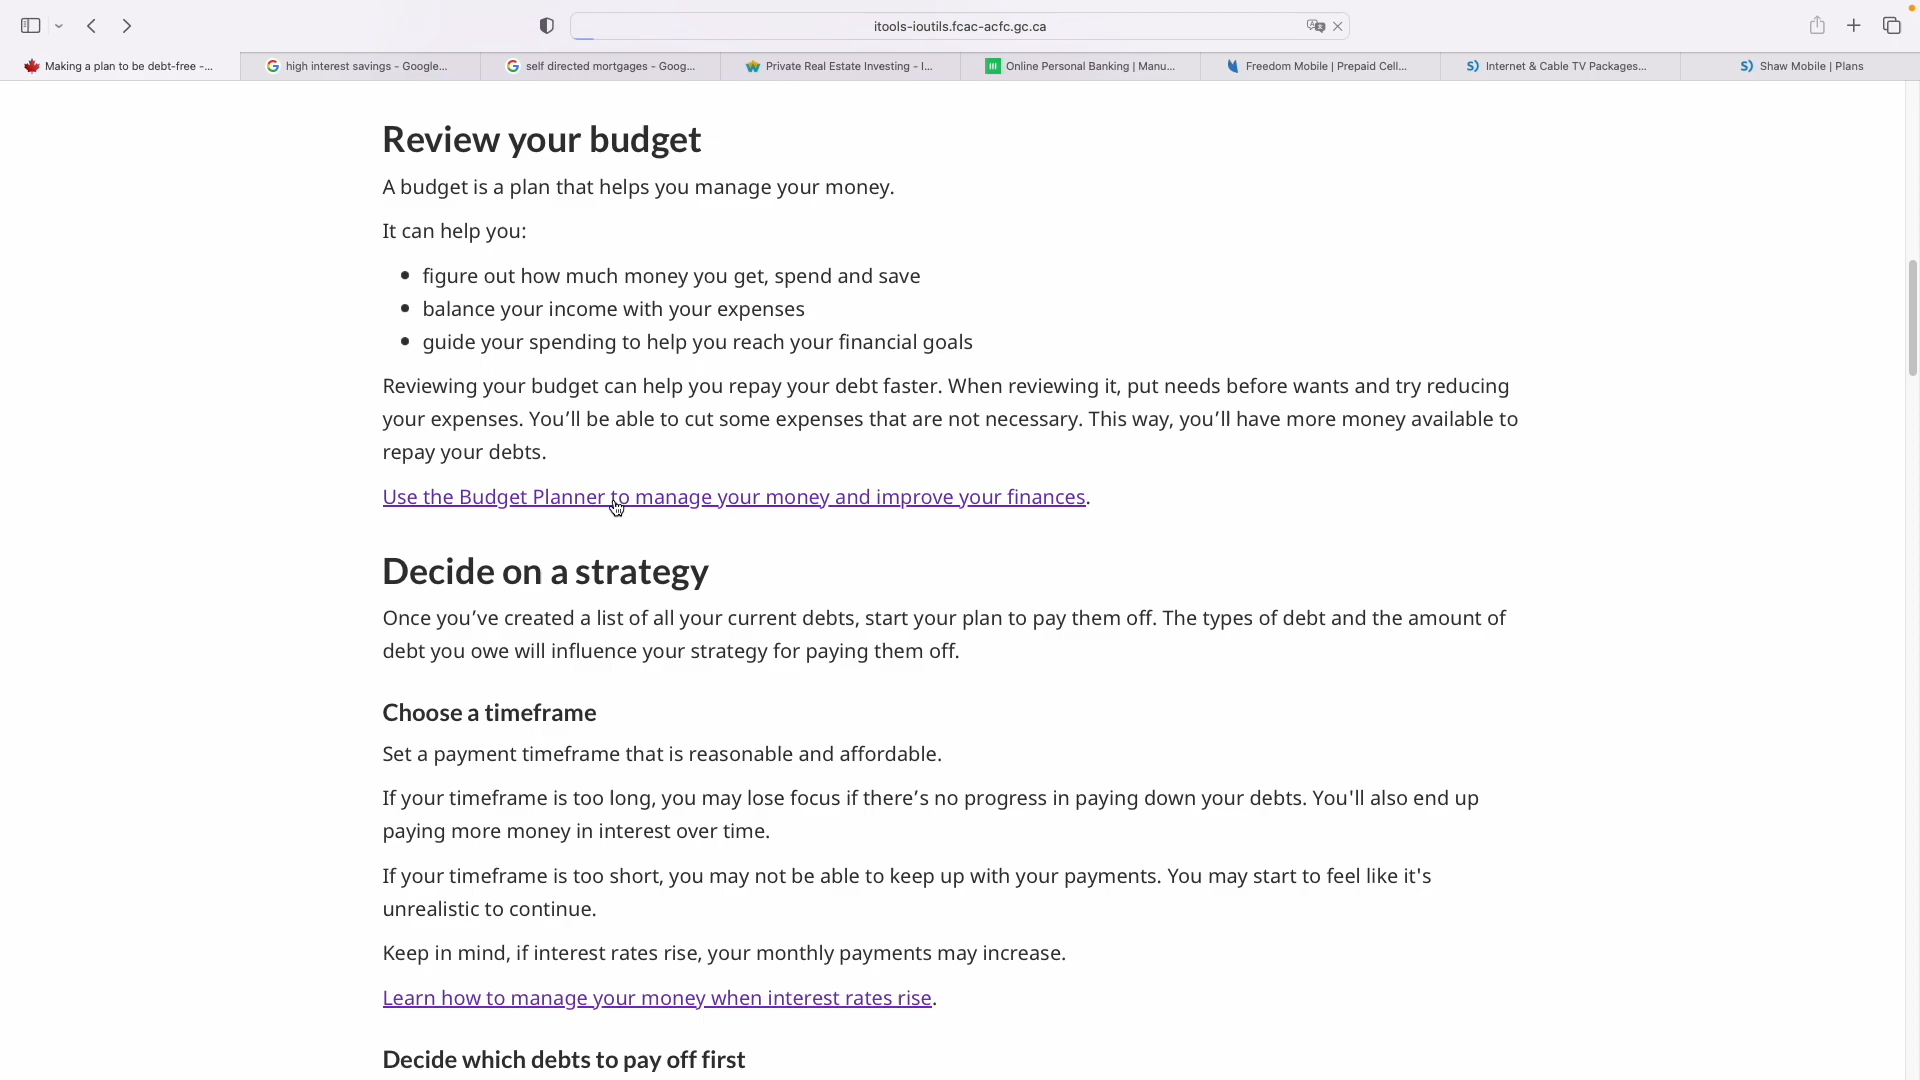 itools-ioutils.fcac-acfc.gc.ca
Making a plan to be debt-free -...
high interest savings - Google...
self directed mortgages - Goog...
Private Real Estate Investing - I...
Online Personal Banking | Manu...
Freedom Mobile | Prepaid Cell...
Internet & Cable TV Packages...
Shaw Mobile | Plans
Review your budget
A budget is a plan that helps you manage your money.
It can help you:
figure out how much money you get, spend and save
balance your income with your expenses
guide your spending to help you reach your financial goals
Reviewing your budget can help you repay your debt faster. When reviewing it, put needs before wants and try reducing
your expenses. You’ll be able to cut some expenses that are not necessary. This way, you’ll have more money available to
repay your debts.
Use the Budget Planner to manage your money and improve your finances.
Decide on a strategy
Once you’ve created a list of all your current debts, start your plan to pay them off. The types of debt and the amount of
debt you owe will influence your strategy for paying them off.
Choose a timeframe
Set a payment timeframe that is reasonable and affordable.
If your timeframe is too long, you may lose focus if there’s no progress in paying down your debts. You'll also end up
paying more money in interest over time.
If your timeframe is too short, you may not be able to keep up with your payments. You may start to feel like it's
unrealistic to continue.
Keep in mind, if interest rates rise, your monthly payments may increase.
Learn how to manage your money when interest rates rise.
Decide which debts to pay off first